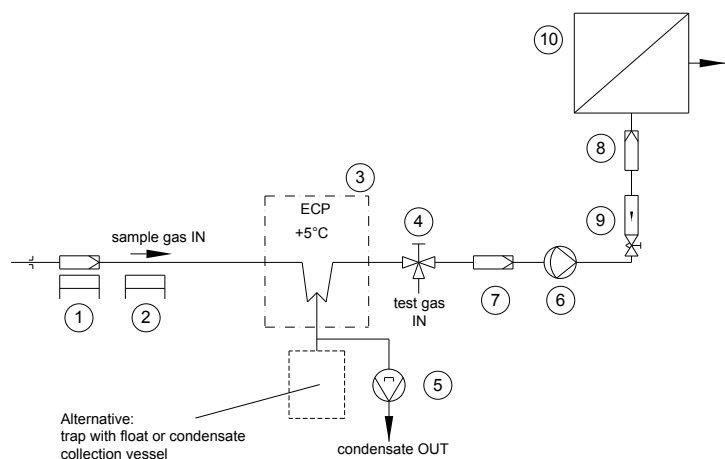 10
8
3
ECP
+5°C
4
9
sample gas IN
test gas
IN
7
6
1
2
5
Alternative:
trap with float or condensate
collection vessel
condensate OUT